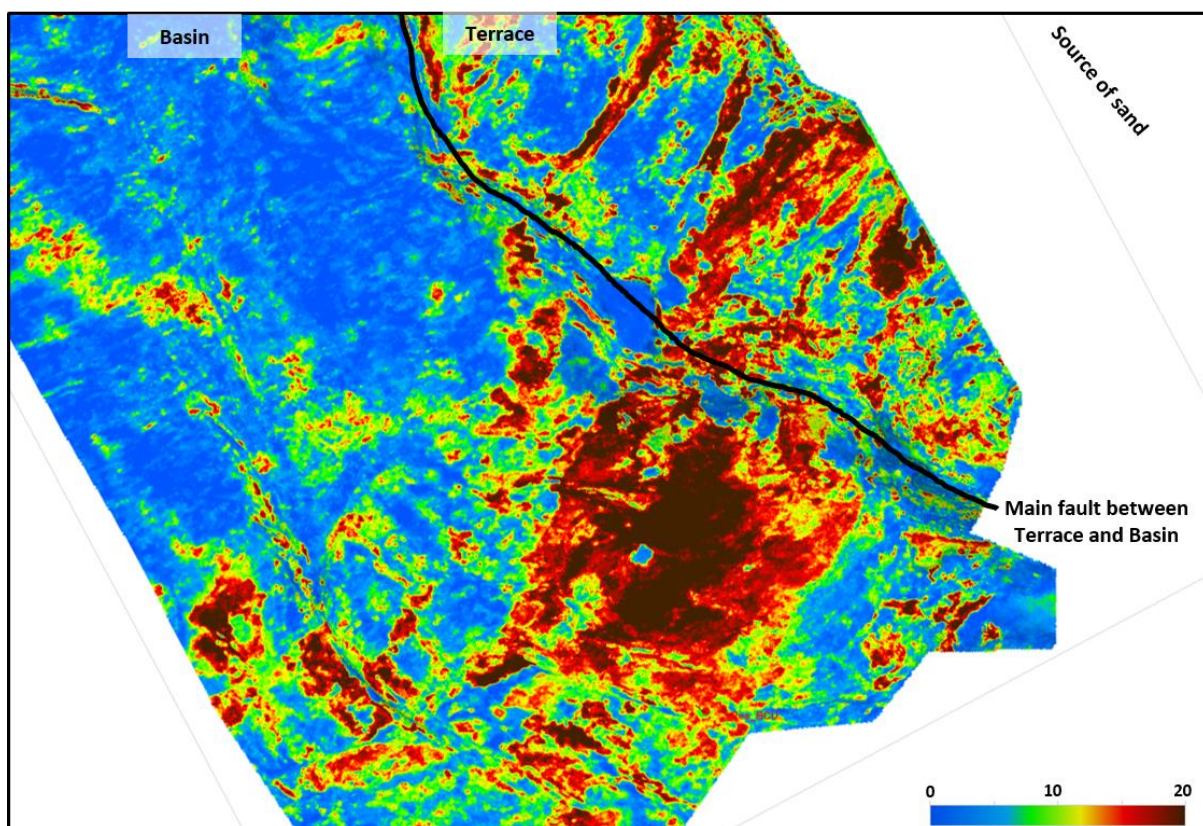 Basin
Terrace
Source of sand
Main fault between
Terrace and Basin
0
10
20